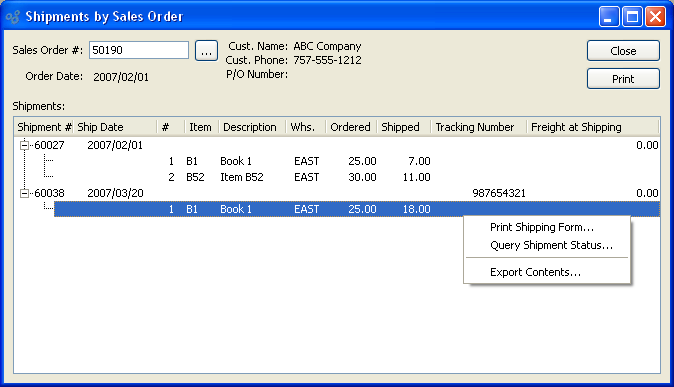 Shipments by Sales Order
Sales Order #: 50190 ... Cust. Name: ABC Company Close
Cust. Phone: 757-555-1212
Order Date: 2007/02/01 P/O Number: Print
Shipments:
Shipment # Ship Date # Item Description Whs. Ordered Shipped Tracking Number Freight at Shipping
60027 2007/02/01 0.00
1 B1 Book 1 EAST 25.00 7.00
2 B52 Item B52 EAST 30.00 11.00
60038 2007/03/20 987654321 0.00
1 B1 Book 1 EAST 25.00 18.00
Print Shipping Form...
Query Shipment Status...
Export Contents...